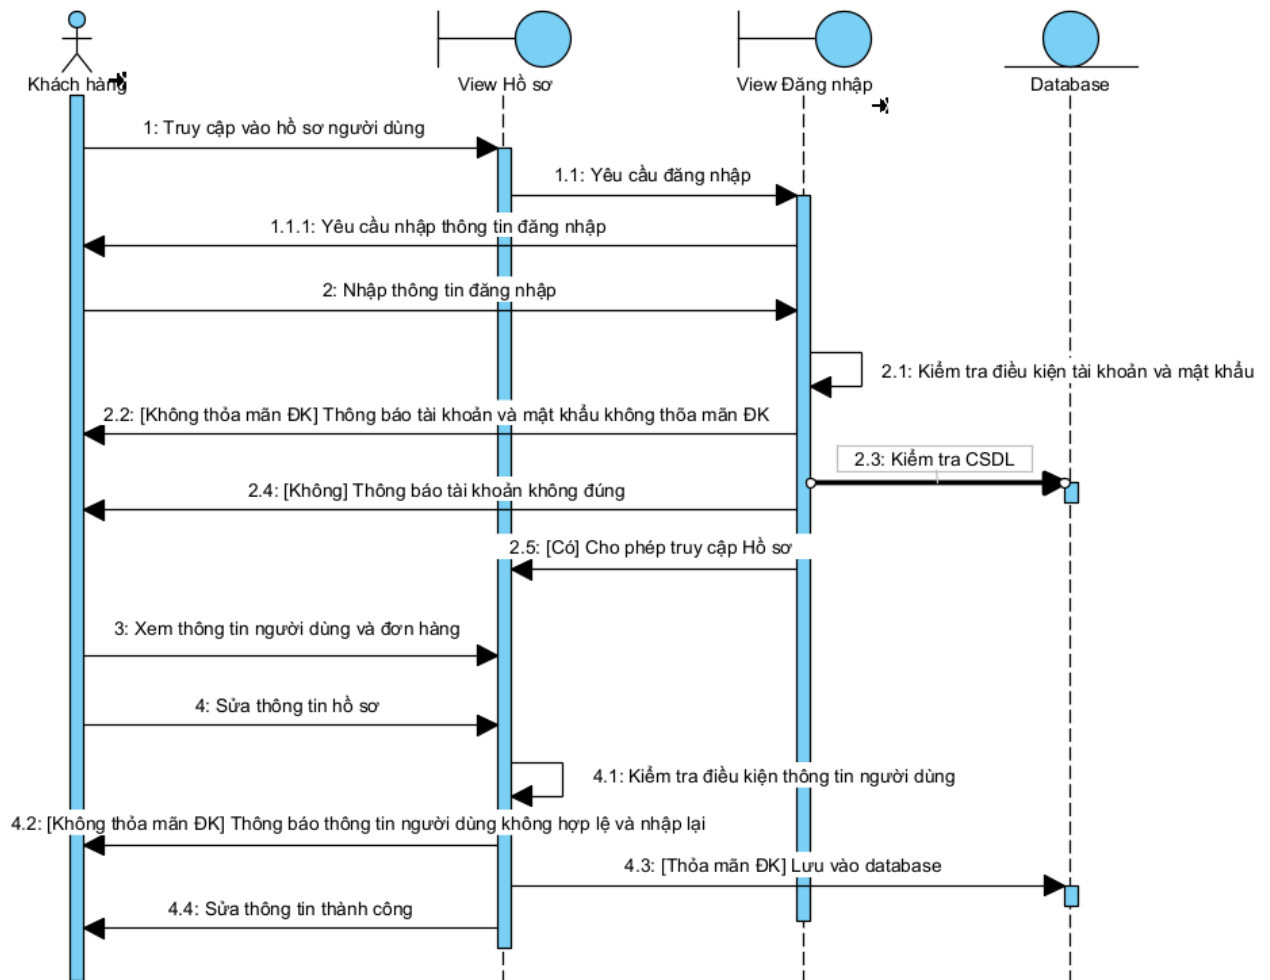 Khách hàng
View Hồ sơ
View Đăng nhập
Database
1: Truy cập vào hồ sơ người dùng
1.1: Yêu cầu đăng nhập
1.1.1: Yêu cầu nhập thông tin đăng nhập
2: Nhập thông tin đăng nhập
2.1: Kiểm tra điều kiện tài khoản và mật khẩu
2.2: [Không thỏa mãn ĐK] Thông báo tài khoản và mật khẩu không thõa mãn ĐK
2.3: Kiểm tra CSDL
2.4: [Không] Thông báo tài khoản không đúng
2.5: [Có] Cho phép truy cập Hồ sơ
3: Xem thông tin người dùng và đơn hàng
4: Sửa thông tin hồ sơ
4.1: Kiểm tra điều kiện thông tin người dùng
4.2: [Không thỏa mãn ĐK] Thông báo thông tin người dùng không hợp lệ và nhập lại
4.3: [Thỏa mãn ĐK] Lưu vào database
4.4: Sửa thông tin thành công